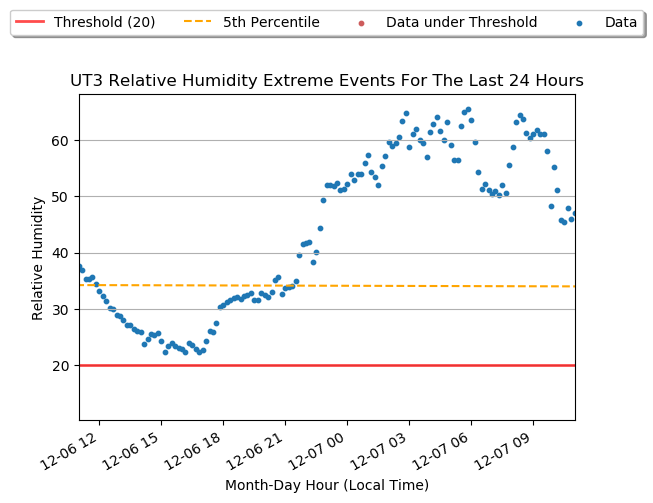 Threshold (20) 5th Percentile Data under Threshold Data
UT3 Relative Humidity Extreme Events For The Last 24 Hours
Relative Humidity
60
50
40
30
20
12-06 12 12-06 15 12-06 18 12-06 21 12-07 00 12-07 03 12-07 06 12-07 09
Month-Day Hour (Local Time)